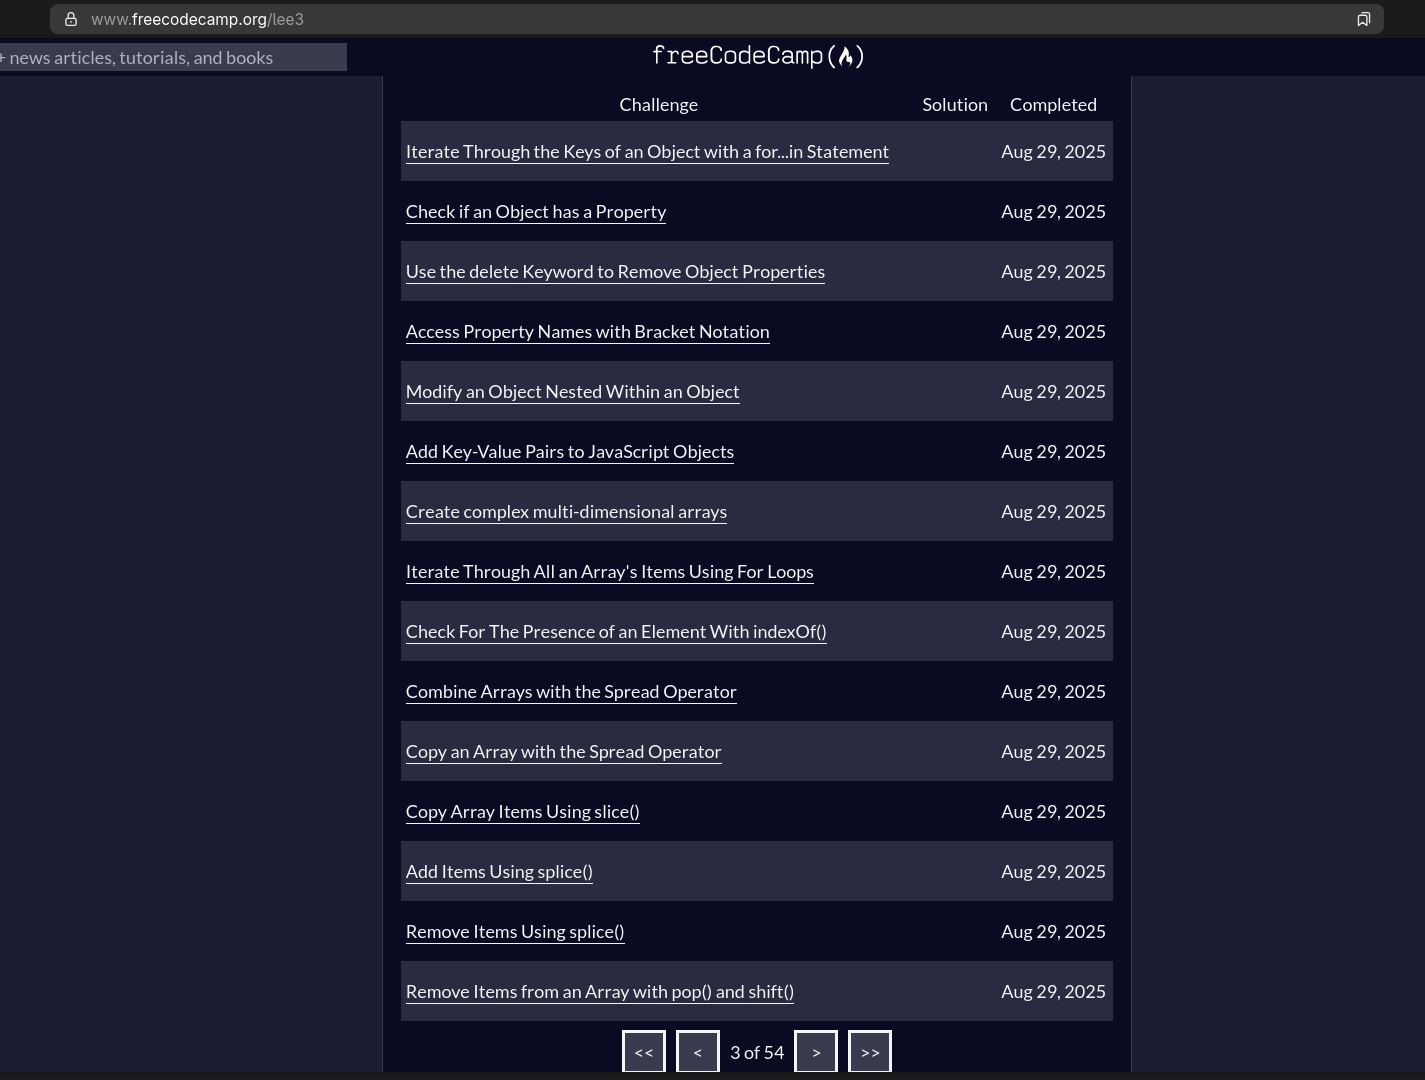 www.freecodecamp.org/lee3
+ news articles, tutorials, and books
freeCodeCamp(🔥)
Challenge Solution Completed
Iterate Through the Keys of an Object with a for...in Statement Aug 29, 2025
Check if an Object has a Property Aug 29, 2025
Use the delete Keyword to Remove Object Properties Aug 29, 2025
Access Property Names with Bracket Notation Aug 29, 2025
Modify an Object Nested Within an Object Aug 29, 2025
Add Key-Value Pairs to JavaScript Objects Aug 29, 2025
Create complex multi-dimensional arrays Aug 29, 2025
Iterate Through All an Array's Items Using For Loops Aug 29, 2025
Check For The Presence of an Element With indexOf() Aug 29, 2025
Combine Arrays with the Spread Operator Aug 29, 2025
Copy an Array with the Spread Operator Aug 29, 2025
Copy Array Items Using slice() Aug 29, 2025
Add Items Using splice() Aug 29, 2025
Remove Items Using splice() Aug 29, 2025
Remove Items from an Array with pop() and shift() Aug 29, 2025
<< < 3 of 54 > >>